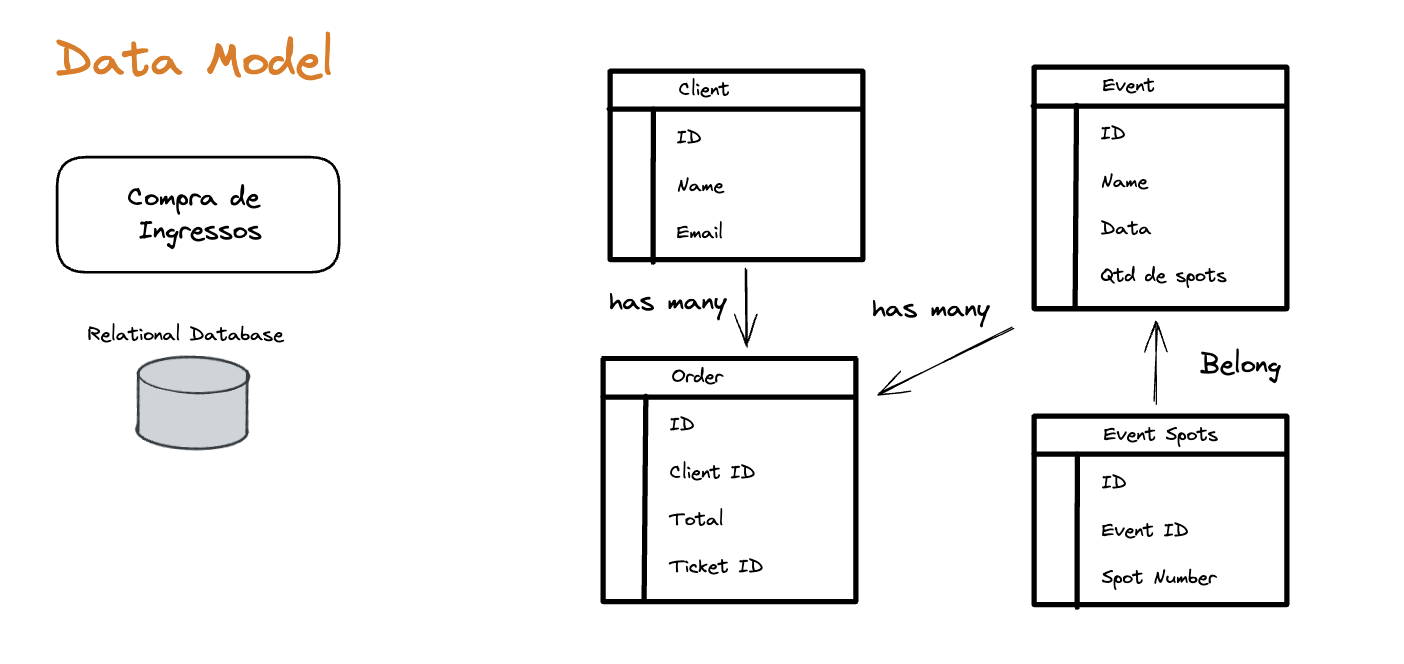 Data Model
Compra de
Ingressos
Relational Database
Client
ID
Name
Email
has many
Order
ID
Client ID
Total
Ticket ID
has many
Event
ID
Name
Data
Qtd de spots
Belong
Event Spots
ID
Event ID
Spot Number